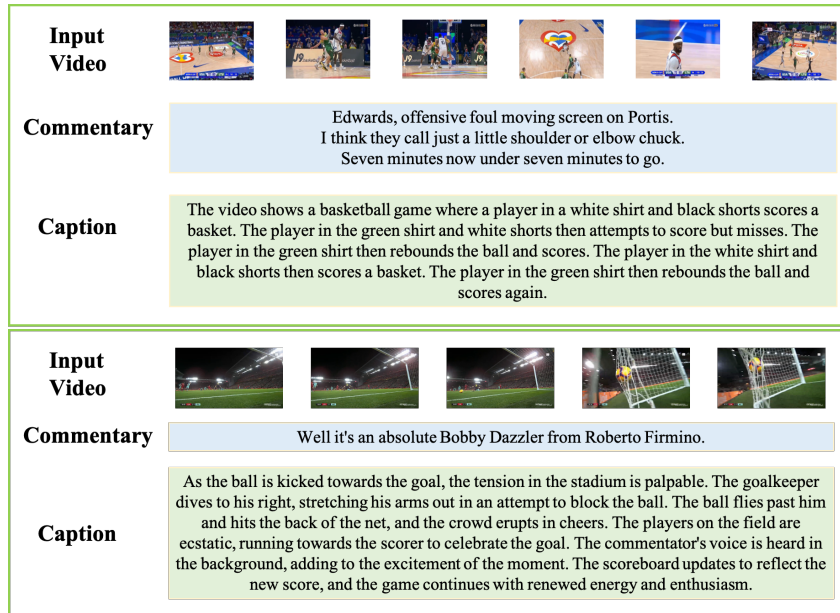 Input
Video
Commentary
Edwards, offensive foul moving screen on Portis.
I think they call just a little shoulder or elbow chuck.
Seven minutes now under seven minutes to go.
Caption
The video shows a basketball game where a player in a white shirt and black shorts scores a
basket. The player in the green shirt and white shorts then attempts to score but misses. The
player in the green shirt then rebounds the ball and scores. The player in the white shirt and
black shorts then scores a basket. The player in the green shirt then rebounds the ball and
scores again.
Input
Video
Commentary
Well it's an absolute Bobby Dazzler from Roberto Firmino.
Caption
As the ball is kicked towards the goal, the tension in the stadium is palpable. The goalkeeper
dives to his right, stretching his arms out in an attempt to block the ball. The ball flies past him
and hits the back of the net, and the crowd erupts in cheers. The players on the field are
ecstatic, running towards the scorer to celebrate the goal. The commentator's voice is heard in
the background, adding to the excitement of the moment. The scoreboard updates to reflect the
new score, and the game continues with renewed energy and enthusiasm.